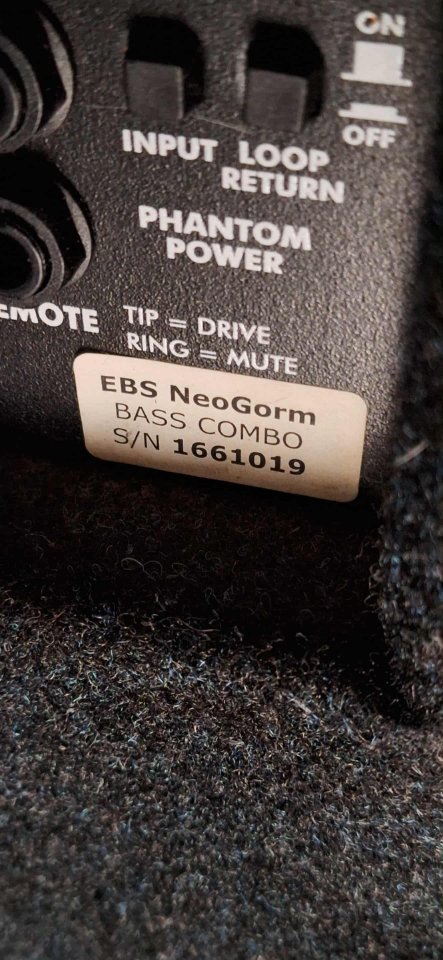 ON
OFF
INPUT LOOP
RETURN
PHANTOM
POWER
EMOTE
TIP = DRIVE
RING = MUTE
EBS NeoGorm
BASS COMBO
S/N 1661019